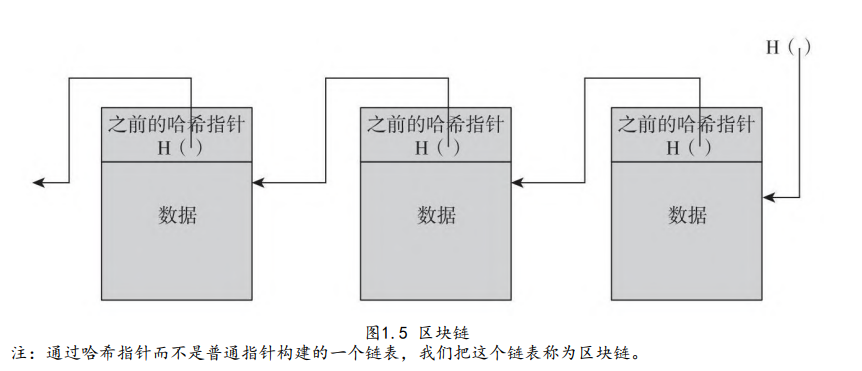 H（ ）
之前的哈希指针 之前的哈希指针 之前的哈希指针
H（ ） H（ ） H（ ）
数据 数据 数据
图1.5 区块链
注：通过哈希指针而不是普通指针构建的一个链表，我们把这个链表称为区块链。